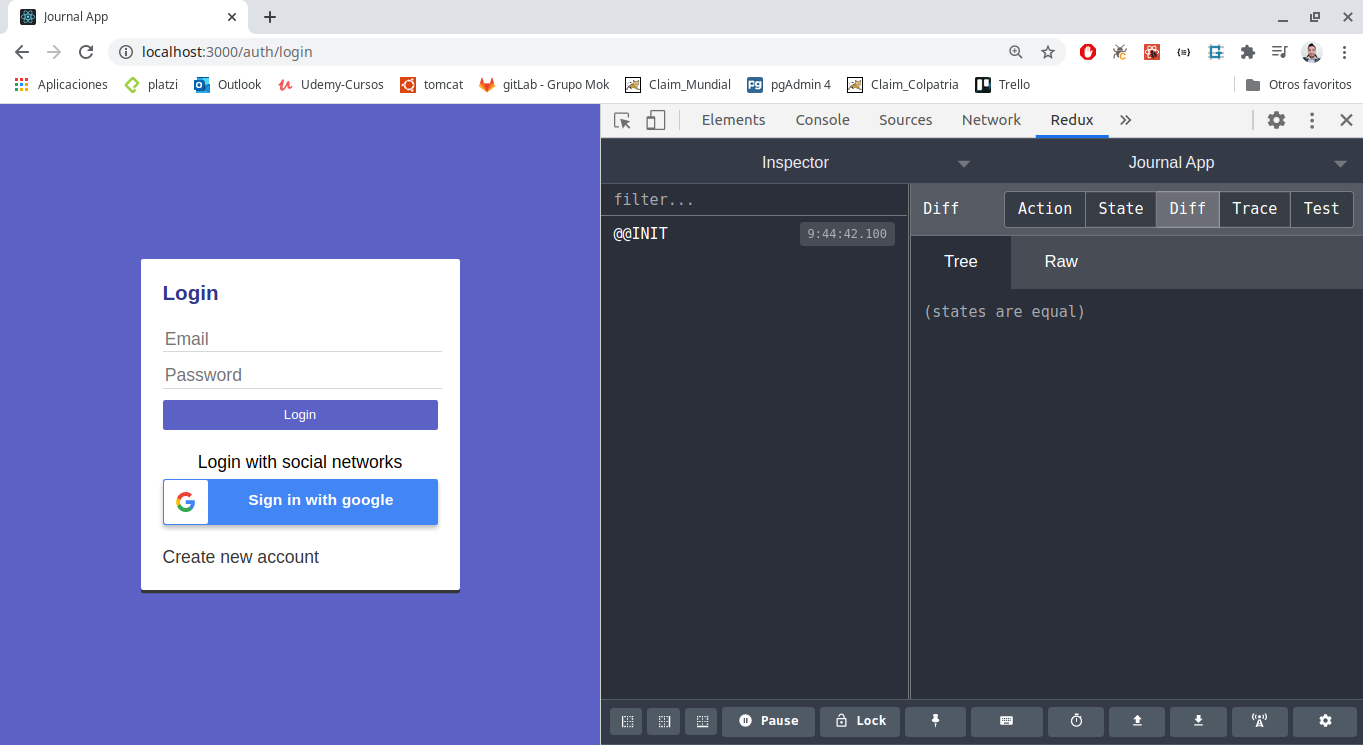 Journal App
localhost:3000/auth/login
Aplicaciones platzi Outlook Udemy-Cursos tomcat gitLab - Grupo Mok Claim_Mundial pgAdmin 4 Claim_Colpatria Trello Otros favoritos
Elements Console Sources Network Redux
Inspector Journal App
filter...
Diff Action State Diff Trace Test
@@INIT 9:44:42.100
Tree Raw
(states are equal)
Login
Email
Password
Login
Login with social networks
Sign in with google
Create new account
Pause Lock